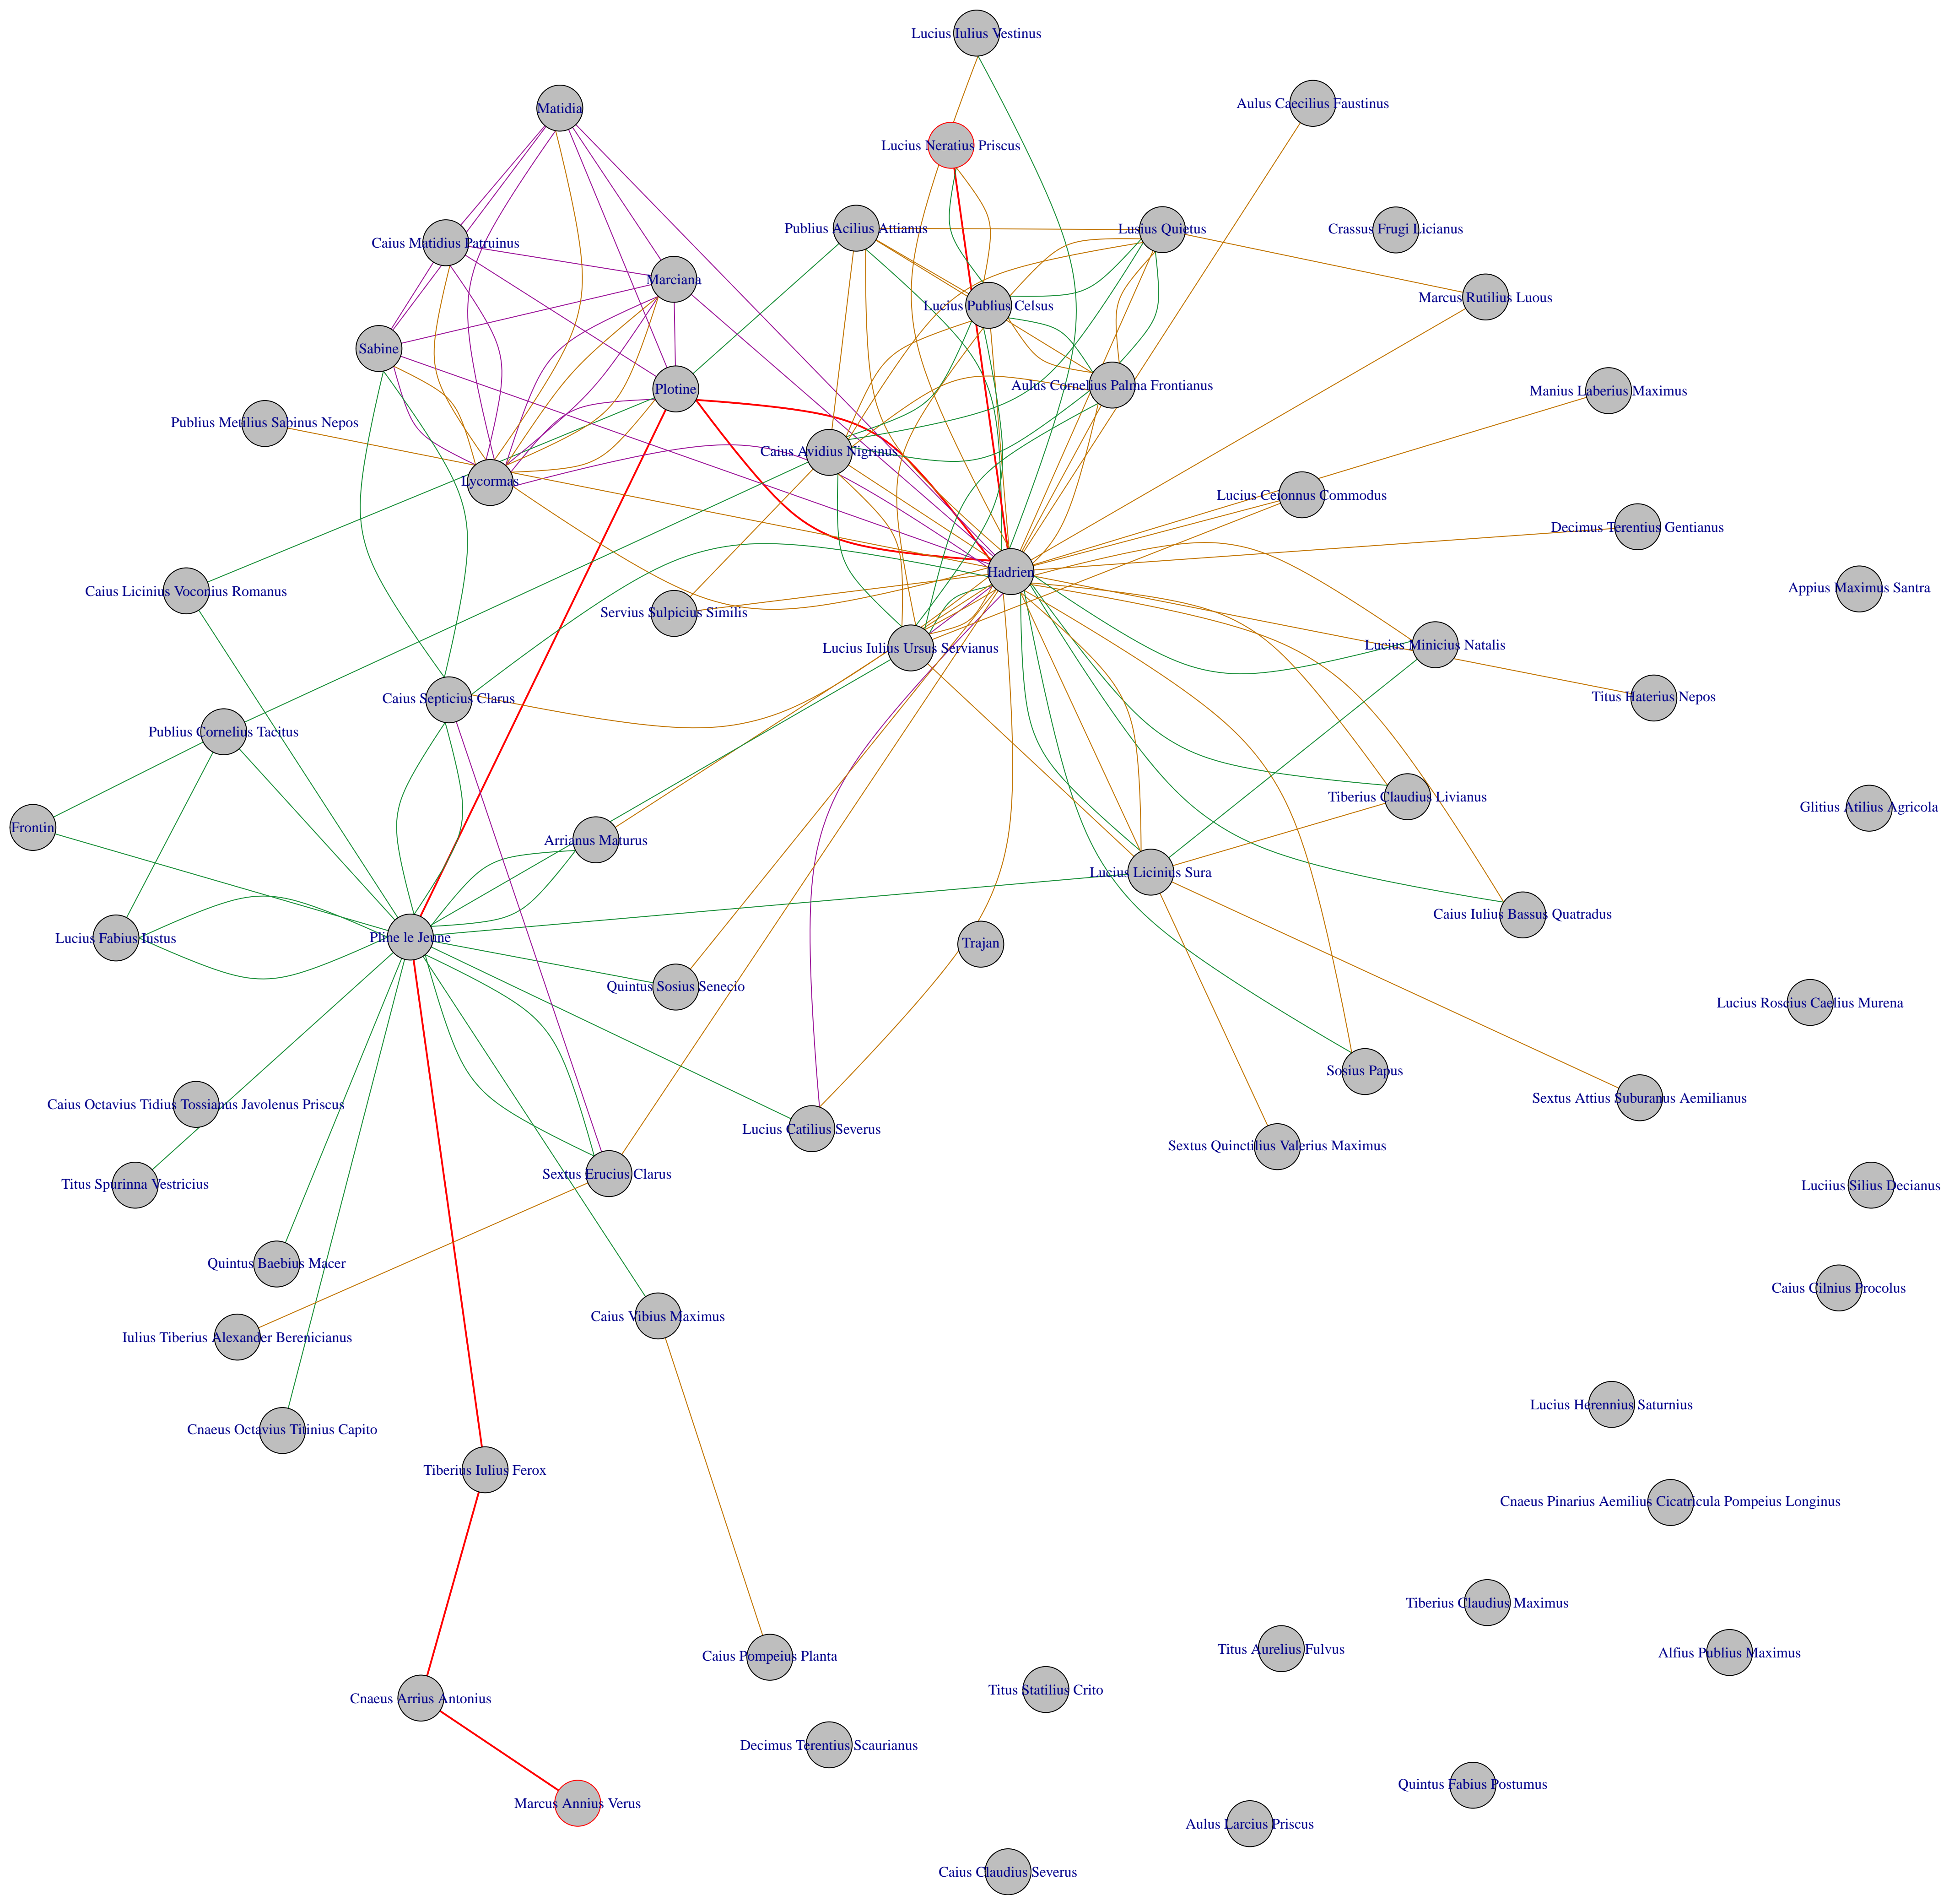 Lucius Iulius Vestinus
Matidia
Aulus Caecilius Faustinus
Lucius Neratius Priscus
Publius Acilius Attianus
Lusius Quietus
Crassus Frugi Licianus
Caius Matidius Patruinus
Marciana
Marcus Rutilius Luous
Lucius Publius Celsus
Sabine
Plotine
Aulus Cornelius Palma Frontianus
Manius Laberius Maximus
Publius Metilius Sabinus Nepos
Caius Avidius Nigrinus
Lycormas
Lucius Ceionnus Commodus
Decimus Terentius Gentianus
Hadrien
Caius Licinius Voconius Romanus
Appius Maximus Santra
Servius Sulpicius Similis
Lucius Iulius Ursus Servianus
Lucius Minicius Natalis
Caius Septicius Clarus
Titus Haterius Nepos
Publius Cornelius Tacitus
Tiberius Claudius Livianus
Glitius Atilius Agricola
Frontin
Arrianus Maturus
Lucius Licinius Sura
Caius Iulius Bassus Quatradus
Lucius Fabius Iustus
Pline le Jeune
Trajan
Quintus Sosius Senecio
Lucius Roscius Caelius Murena
Sosius Papus
Caius Octavius Tidius Tossianus Javolenus Priscus
Sextus Attius Suburanus Aemilianus
Lucius Catilius Severus
Sextus Quinctilius Valerius Maximus
Sextus Erucius Clarus
Titus Spurinna Vestricius
Luciius Silius Decianus
Quintus Baebius Macer
Caius Cilnius Procolus
Caius Vibius Maximus
Iulius Tiberius Alexander Berenicianus
Lucius Herennius Saturnius
Cnaeus Octavius Titinius Capito
Tiberius Iulius Ferox
Cnaeus Pinarius Aemilius Cicatricula Pompeius Longinus
Tiberius Claudius Maximus
Titus Aurelius Fulvus
Alfius Publius Maximus
Caius Pompeius Planta
Titus Statilius Crito
Cnaeus Arrius Antonius
Decimus Terentius Scaurianus
Quintus Fabius Postumus
Marcus Annius Verus
Aulus Larcius Priscus
Caius Claudius Severus